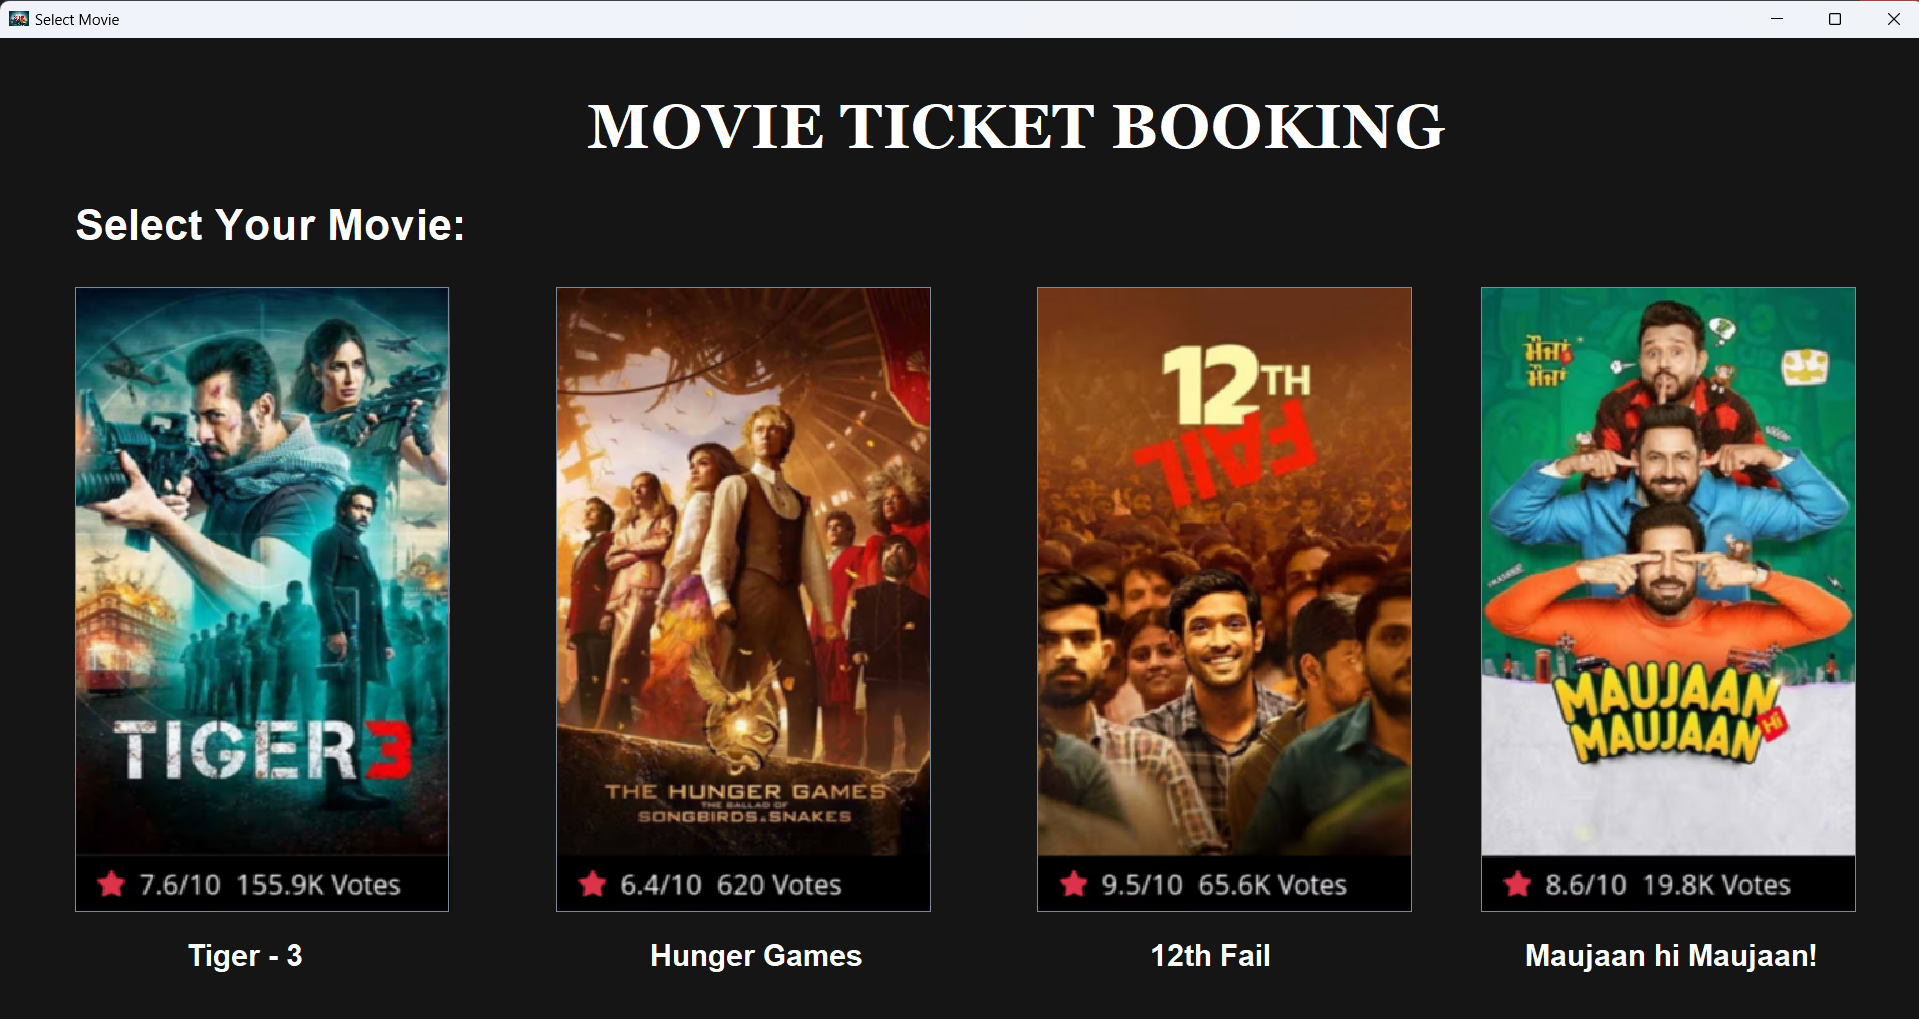 Select Movie
MOVIE TICKET BOOKING
Select Your Movie:
TIGER 3
7.6/10 155.9K Votes
Tiger - 3
THE HUNGER GAMES
THE BALLAD OF
SONGBIRDS & SNAKES
6.4/10 620 Votes
Hunger Games
12TH
FAIL
9.5/10 65.6K Votes
12th Fail
ਮੌਜਾਂ
ਮੌਜਾਂ
MAUJAAN
HI
MAUJAAN
8.6/10 19.8K Votes
Maujaan hi Maujaan!